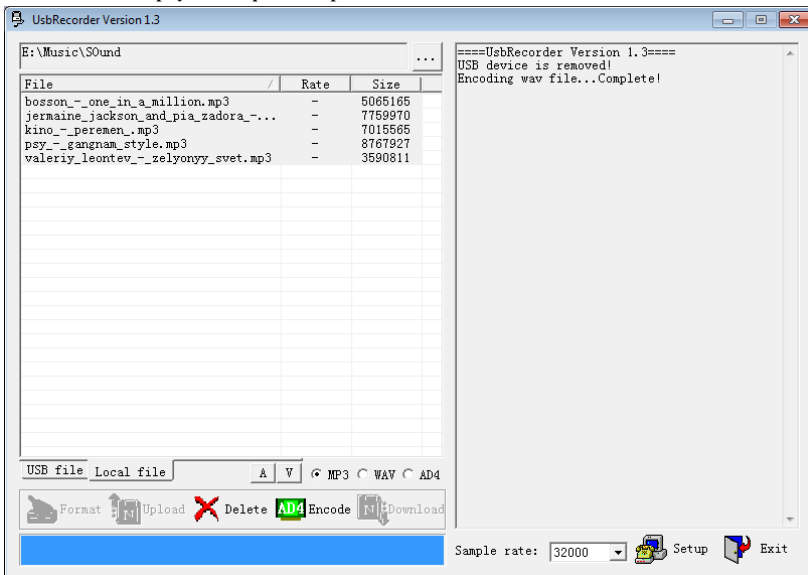 UsbRecorder Version 1.3
E:\Music\SOund
...
File / Rate Size
bosson_-_one_in_a_million.mp3 - 5065165
jermaine_jackson_and_pia_zadora_-... - 7759970
kino_-_peremen_.mp3 - 7015565
psy_-_gangnam_style.mp3 - 8767927
valeriy_leontev_-_zelyonyy_svet.mp3 - 3590811
USB file Local file A V MP3 WAV AD4
Format Upload Delete AD4 Encode Download
====UsbRecorder Version 1.3====
USB device is removed!
Encoding wav file...Complete!
Sample rate: 32000 Setup Exit